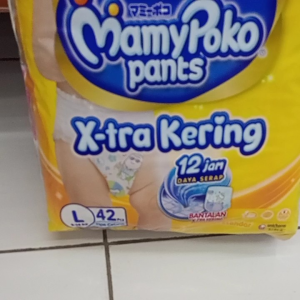 マミーポコ
MamyPoko
pants
X-tra Kering
12 jam
DAYA SERAP
BANTALAN
L
42